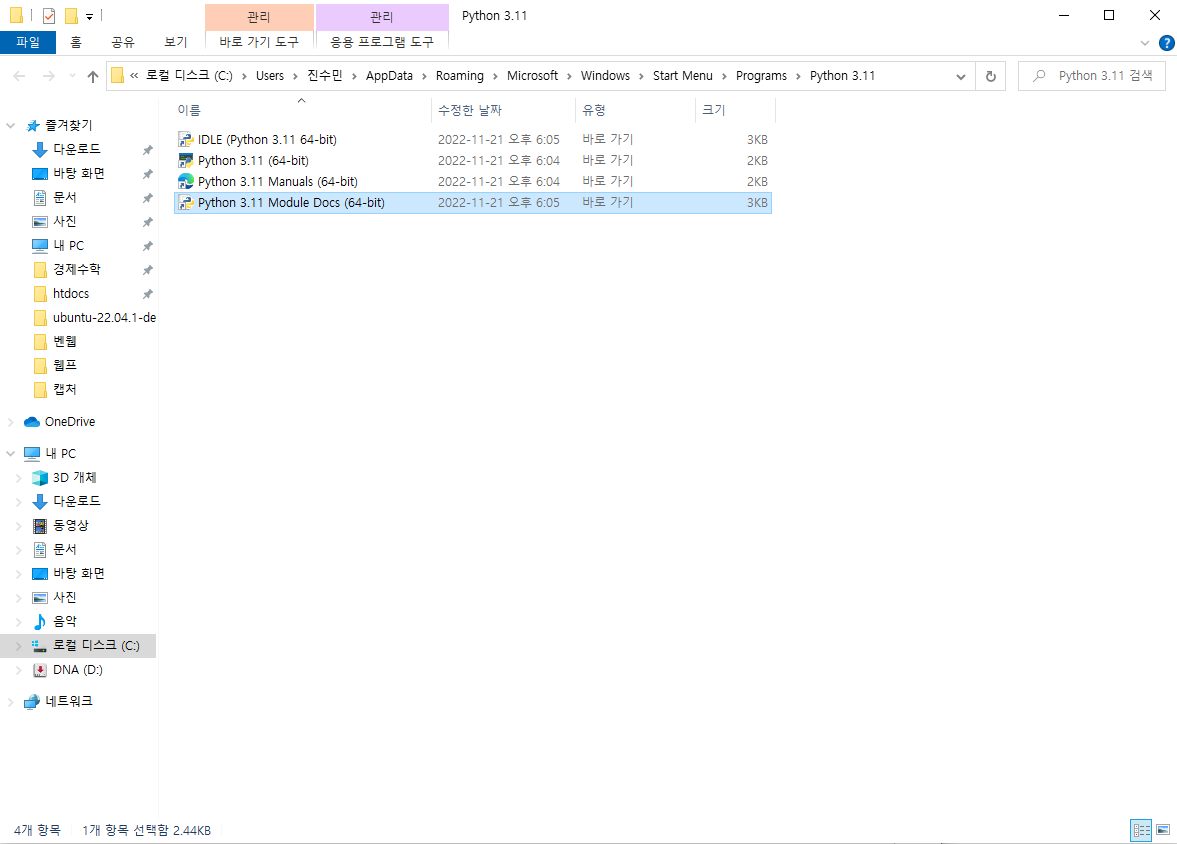 관리 관리 Python 3.11
파일 홈 공유 보기 바로 가기 도구 응용 프로그램 도구
« 로컬 디스크 (C:) › Users › 진수민 › AppData › Roaming › Microsoft › Windows › Start Menu › Programs › Python 3.11 Python 3.11 검색
이름 수정한 날짜 유형 크기
IDLE (Python 3.11 64-bit) 2022-11-21 오후 6:05 바로 가기 3KB
Python 3.11 (64-bit) 2022-11-21 오후 6:04 바로 가기 2KB
Python 3.11 Manuals (64-bit) 2022-11-21 오후 6:04 바로 가기 2KB
Python 3.11 Module Docs (64-bit) 2022-11-21 오후 6:05 바로 가기 3KB
즐겨찾기
다운로드
바탕 화면
문서
사진
내 PC
경제수학
htdocs
ubuntu-22.04.1-de
벤웹
웹프
캡처
OneDrive
내 PC
3D 개체
다운로드
동영상
문서
바탕 화면
사진
음악
로컬 디스크 (C:)
DNA (D:)
네트워크
4개 항목 1개 항목 선택함 2.44KB